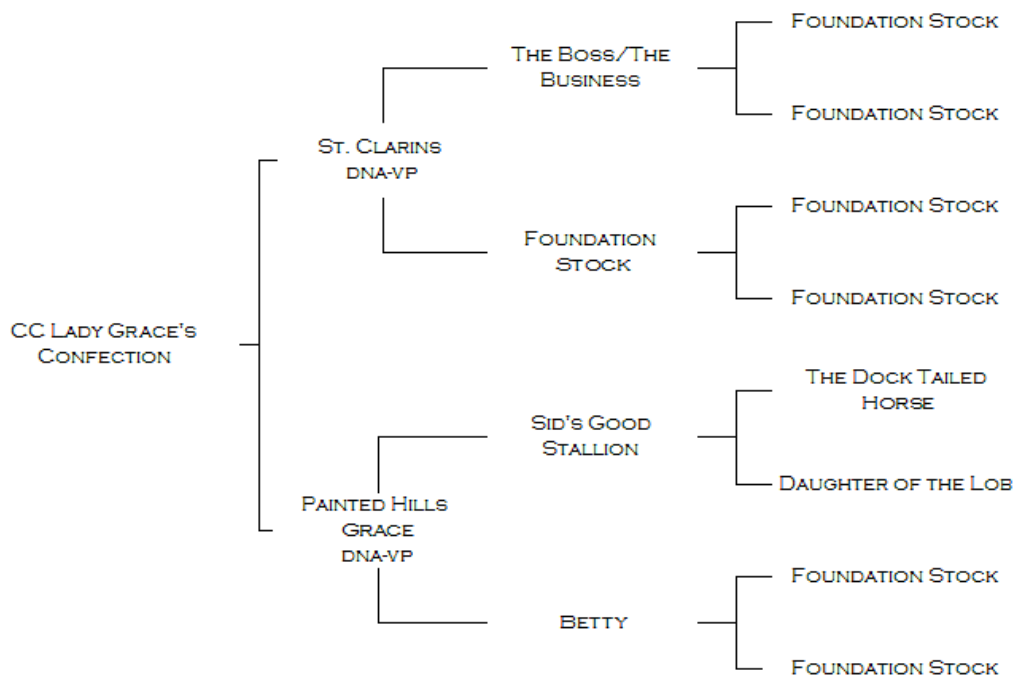 Foundation Stock
The Boss/The
Business
Foundation Stock
St. Clarins
DNA-VP
Foundation Stock
Foundation
Stock
Foundation Stock
CC Lady Grace's
Confection
The Dock Tailed
Horse
Sid's Good
Stallion
Daughter of the Lob
Painted Hills
Grace
DNA-VP
Foundation Stock
Betty
Foundation Stock